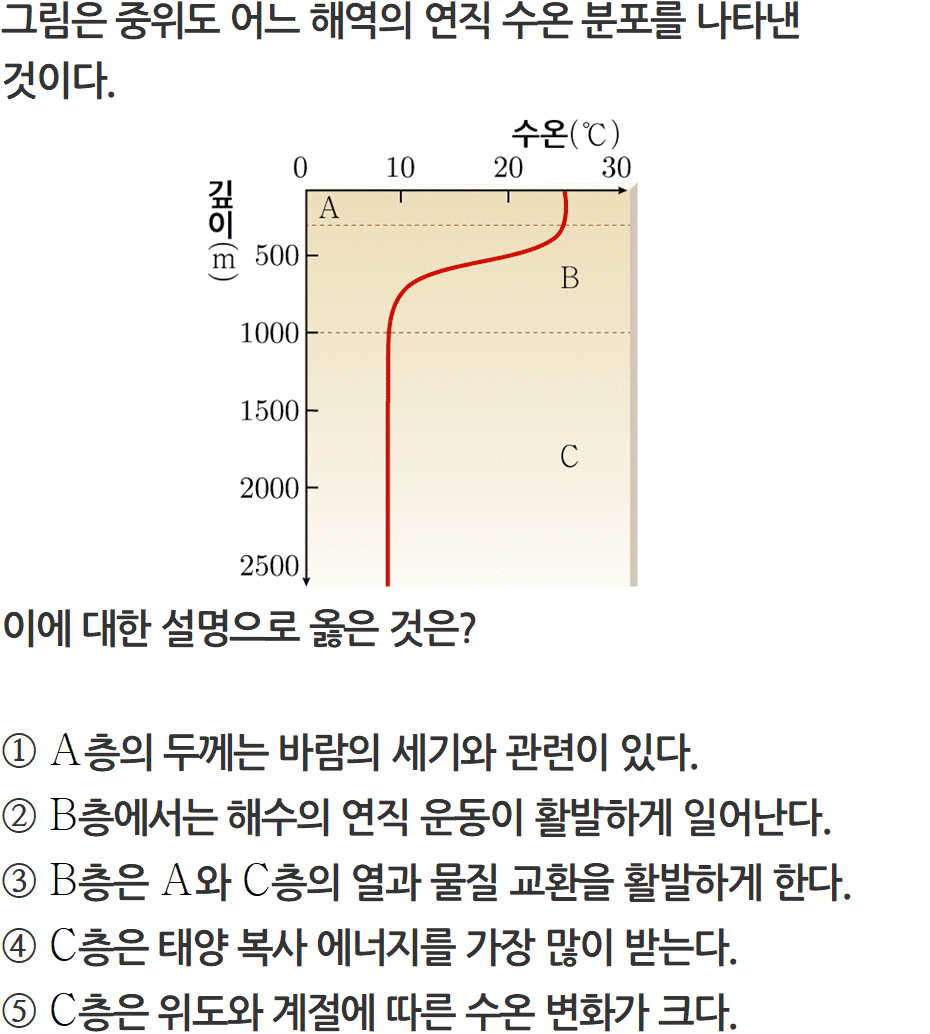 그림은 중위도 어느 해역의 연직 수온 분포를 나타낸
것이다.
수온(℃)
0 10 20 30
깊이(m)
A
500
B
1000
1500
C
2000
2500
이에 대한 설명으로 옳은 것은?
① A층의 두께는 바람의 세기와 관련이 있다.
② B층에서는 해수의 연직 운동이 활발하게 일어난다.
③ B층은 A와 C층의 열과 물질 교환을 활발하게 한다.
④ C층은 태양 복사 에너지를 가장 많이 받는다.
⑤ C층은 위도와 계절에 따른 수온 변화가 크다.